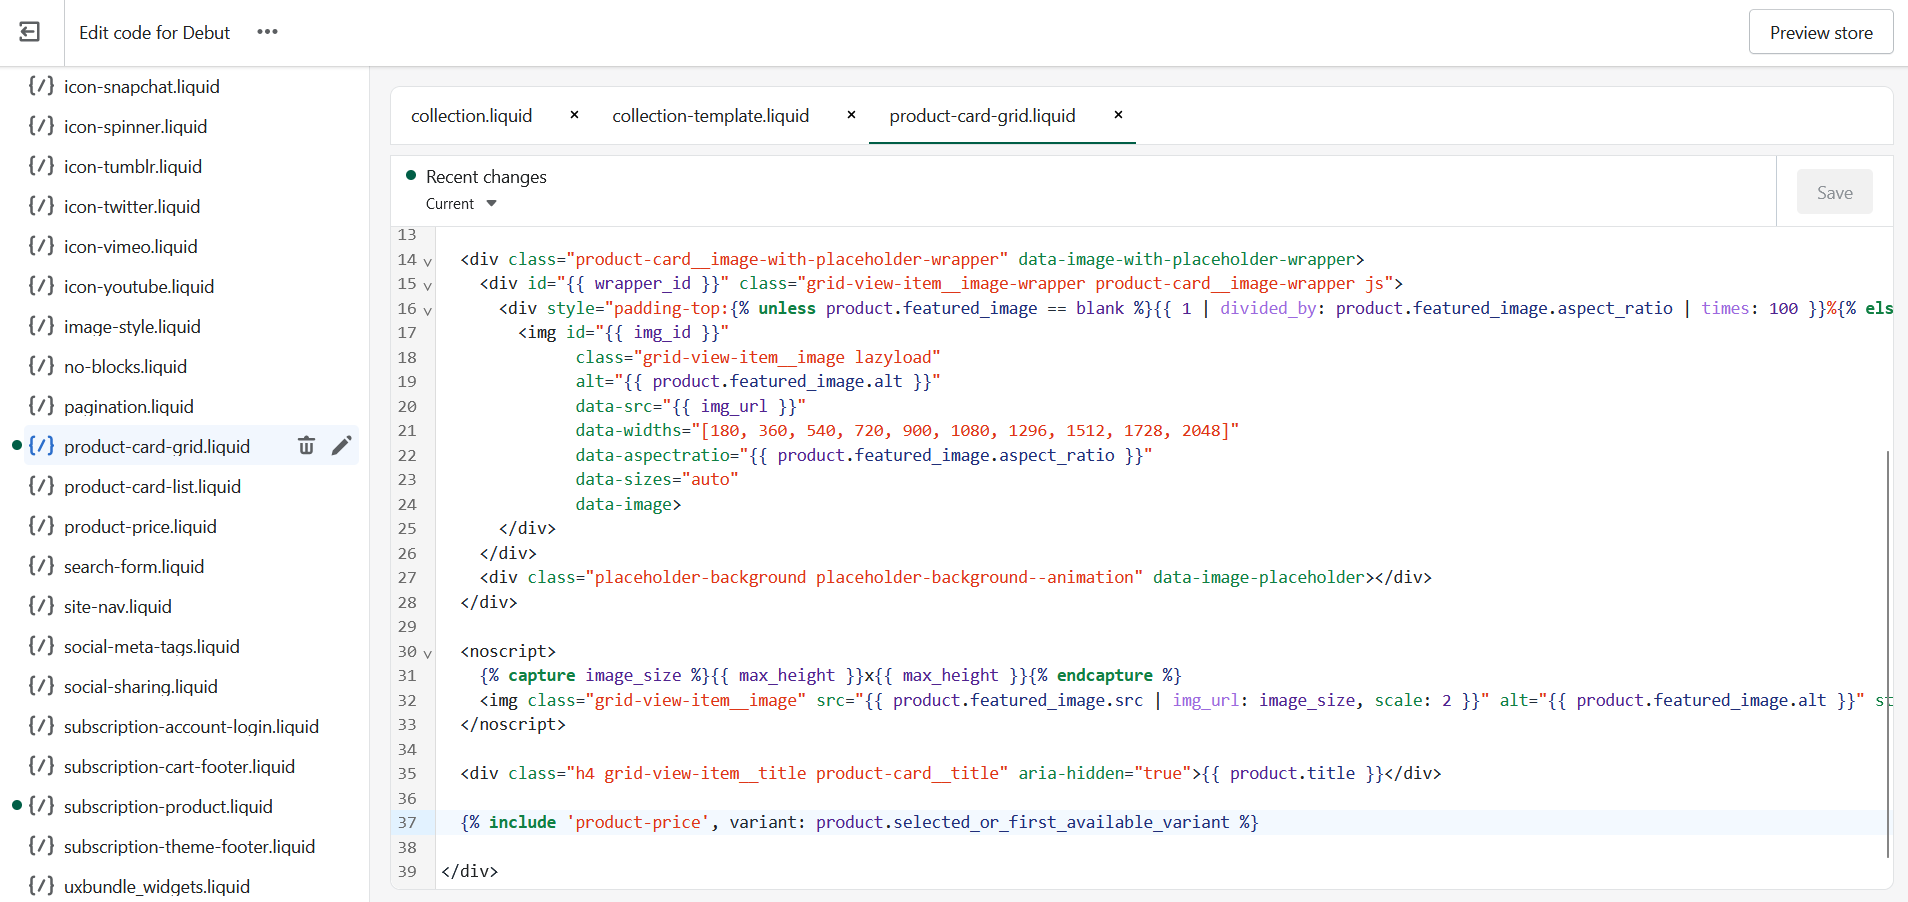 Edit code for Debut
Preview store
{/} icon-snapchat.liquid
{/} icon-spinner.liquid
{/} icon-tumblr.liquid
{/} icon-twitter.liquid
{/} icon-vimeo.liquid
{/} icon-youtube.liquid
{/} image-style.liquid
{/} no-blocks.liquid
{/} pagination.liquid
{/} product-card-grid.liquid
{/} product-card-list.liquid
{/} product-price.liquid
{/} search-form.liquid
{/} site-nav.liquid
{/} social-meta-tags.liquid
{/} social-sharing.liquid
{/} subscription-account-login.liquid
{/} subscription-cart-footer.liquid
{/} subscription-product.liquid
{/} subscription-theme-footer.liquid
{/} uxbundle_widgets.liquid
collection.liquid × collection-template.liquid × product-card-grid.liquid ×
Recent changes
Current
Save
13
14 <div class="product-card__image-with-placeholder-wrapper" data-image-with-placeholder-wrapper>
15 <div id="{{ wrapper_id }}" class="grid-view-item__image-wrapper product-card__image-wrapper js">
16 <div style="padding-top:{% unless product.featured_image == blank %}{{ 1 | divided_by: product.featured_image.aspect_ratio | times: 100 }}%{% els
17 <img id="{{ img_id }}"
18 class="grid-view-item__image lazyload"
19 alt="{{ product.featured_image.alt }}"
20 data-src="{{ img_url }}"
21 data-widths="[180, 360, 540, 720, 900, 1080, 1296, 1512, 1728, 2048]"
22 data-aspectratio="{{ product.featured_image.aspect_ratio }}"
23 data-sizes="auto"
24 data-image>
25 </div>
26 </div>
27 <div class="placeholder-background placeholder-background--animation" data-image-placeholder></div>
28 </div>
29
30 <noscript>
31 {% capture image_size %}{{ max_height }}x{{ max_height }}{% endcapture %}
32 <img class="grid-view-item__image" src="{{ product.featured_image.src | img_url: image_size, scale: 2 }}" alt="{{ product.featured_image.alt }}" st
33 </noscript>
34
35 <div class="h4 grid-view-item__title product-card__title" aria-hidden="true">{{ product.title }}</div>
36
37 {% include 'product-price', variant: product.selected_or_first_available_variant %}
38
39 </div>